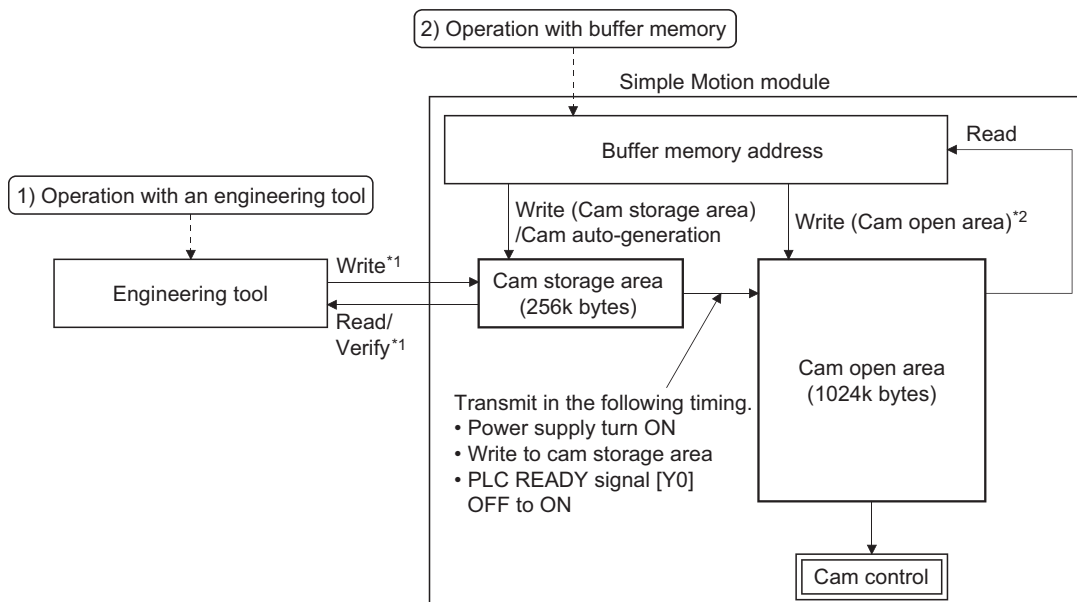 2) Operation with buffer memory
Simple Motion module
Buffer memory address
Read
1) Operation with an engineering tool
Write (Cam storage area)
/Cam auto-generation
Write (Cam open area)*2
Engineering tool
Write*1
Read/
Verify*1
Cam storage area
(256k bytes)
Cam open area
(1024k bytes)
Transmit in the following timing.
• Power supply turn ON
• Write to cam storage area
• PLC READY signal [Y0]
OFF to ON
Cam control